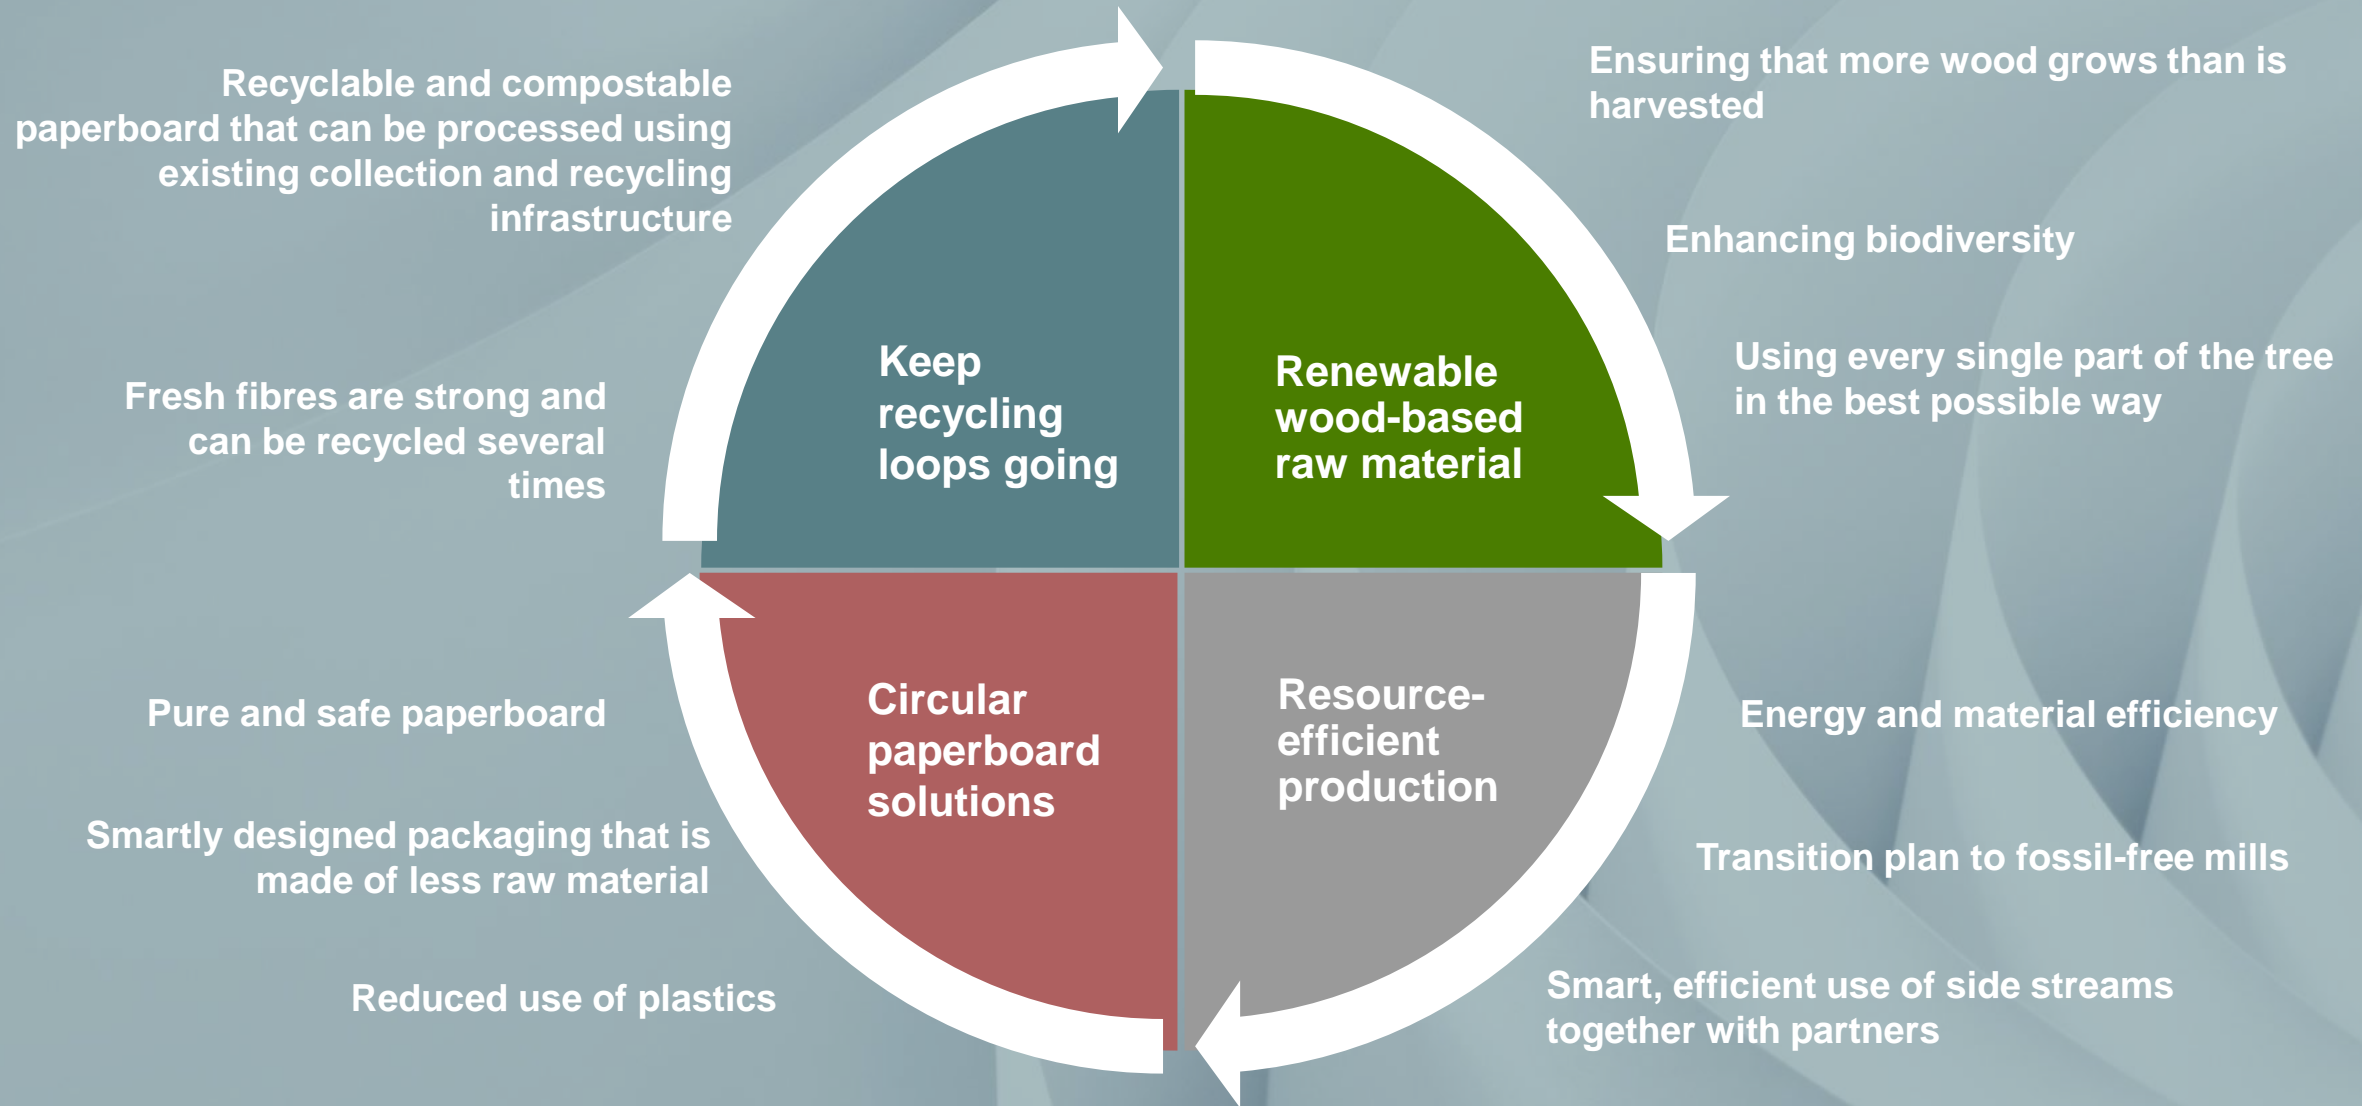 Recyclable and compostable
paperboard that can be processed using
existing collection and recycling
infrastructure
Fresh fibres are strong and
can be recycled several
times
Keep
recycling
loops going
Renewable
wood-based
raw material
Ensuring that more wood grows than is
harvested
Enhancing biodiversity
Using every single part of the tree
in the best possible way
Pure and safe paperboard
Smartly designed packaging that is
made of less raw material
Reduced use of plastics
Circular
paperboard
solutions
Resource-
efficient
production
Energy and material efficiency
Transition plan to fossil-free mills
Smart, efficient use of side streams
together with partners